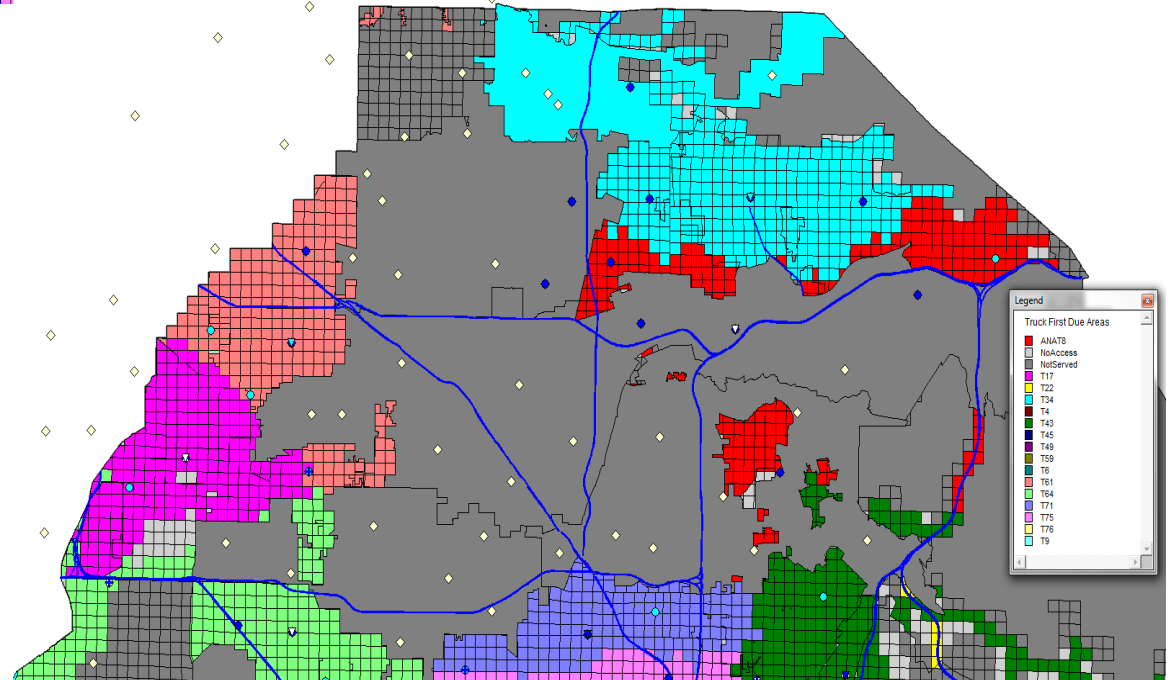 Legend
Truck First Due Areas
ANAT8
NoAccess
NotServed
T17
T22
T34
T4
T43
T45
T49
T59
T6
T61
T64
T71
T75
T76
T9